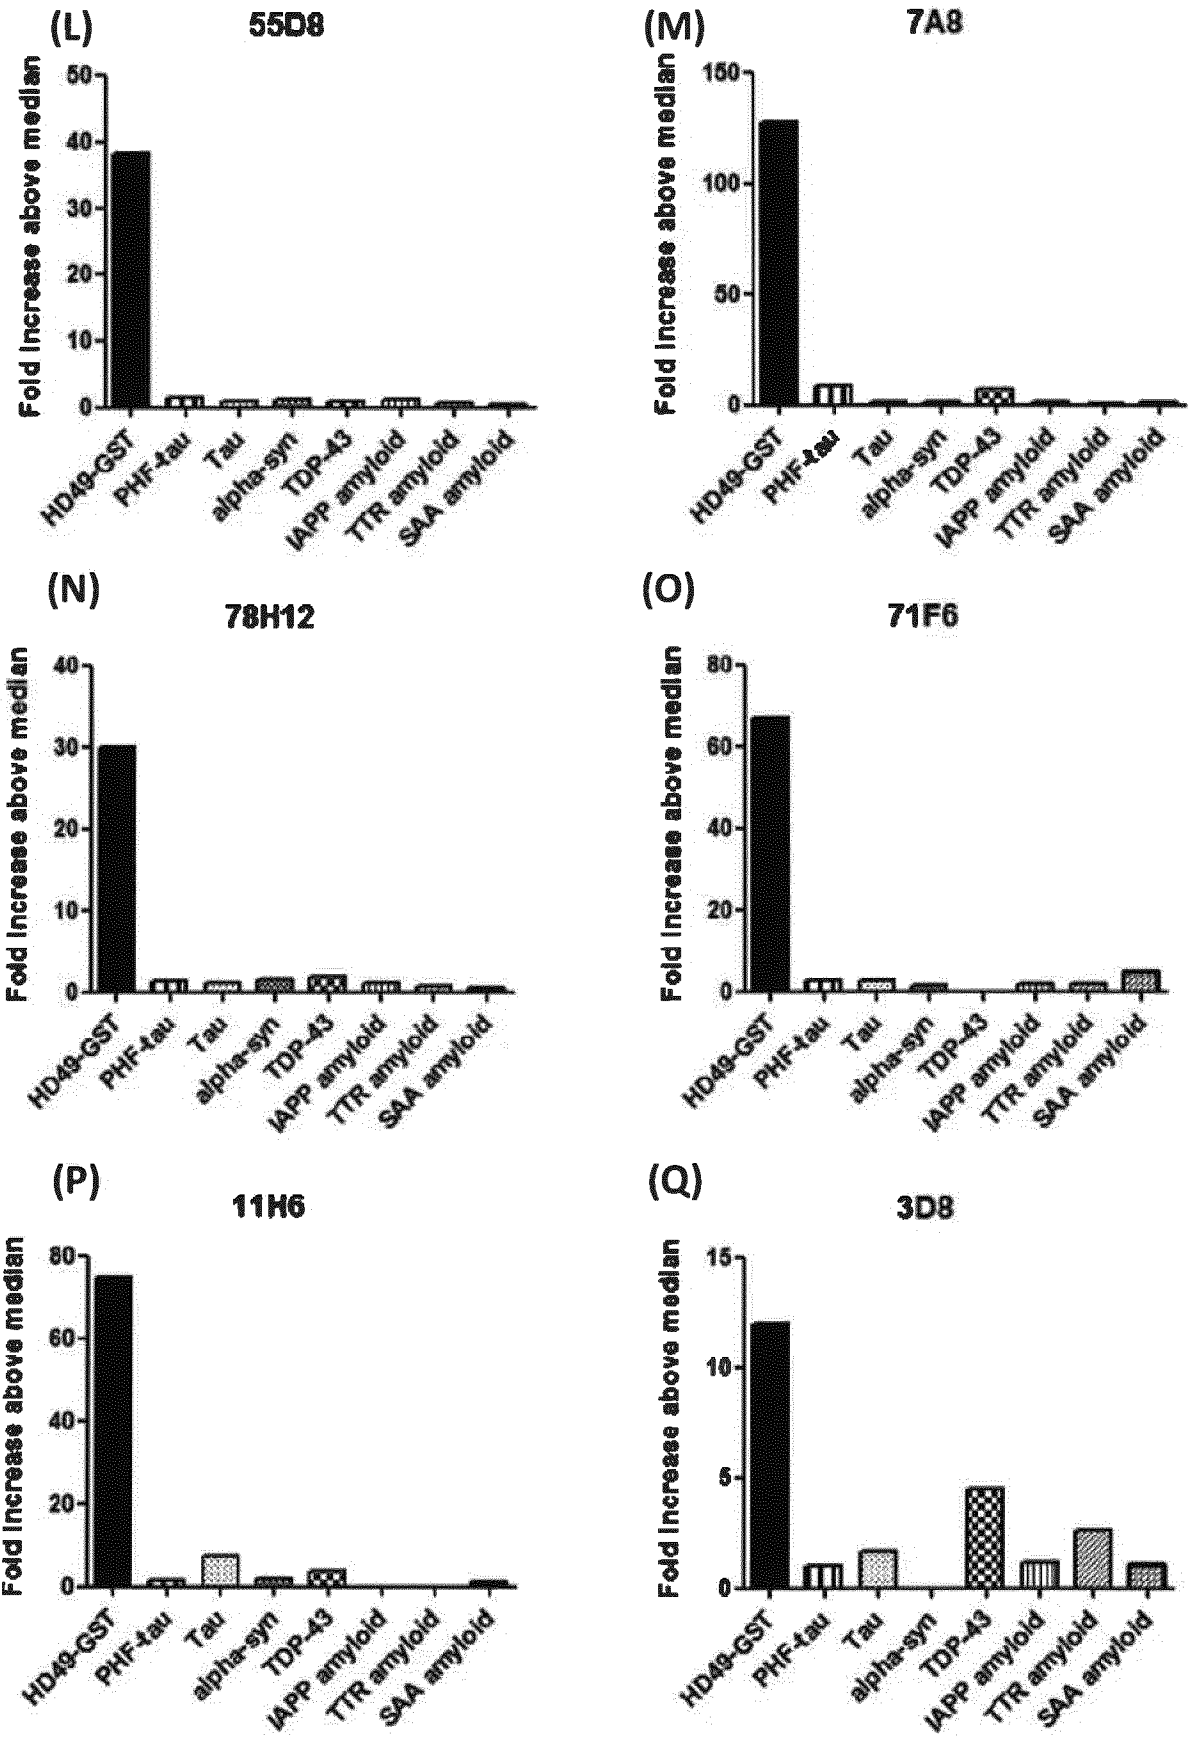 (L) 55D8
Fold Increase above median
50
40
30
20
10
0
HD49-GST
PHF-tau
Tau
alpha-syn
TDP-43
IAPP amyloid
TTR amyloid
SAA amyloid
(M) 7A8
Fold Increase above median
150
100
50
0
HD49-GST
PHF-tau
Tau
alpha-syn
TDP-43
IAPP amyloid
TTR amyloid
SAA amyloid
(N) 78H12
Fold Increase above median
40
30
20
10
0
HD49-GST
PHF-tau
Tau
alpha-syn
TDP-43
IAPP amyloid
TTR amyloid
SAA amyloid
(O) 71F6
Fold Increase above median
80
60
40
20
0
HD49-GST
PHF-tau
Tau
alpha-syn
TDP-43
IAPP amyloid
TTR amyloid
SAA amyloid
(P) 11H6
Fold Increase above median
80
60
40
20
0
HD49-GST
PHF-tau
Tau
alpha-syn
TDP-43
IAPP amyloid
TTR amyloid
SAA amyloid
(Q) 3D8
Fold Increase above median
15
10
5
0
HD49-GST
PHF-tau
Tau
alpha-syn
TDP-43
IAPP amyloid
TTR amyloid
SAA amyloid